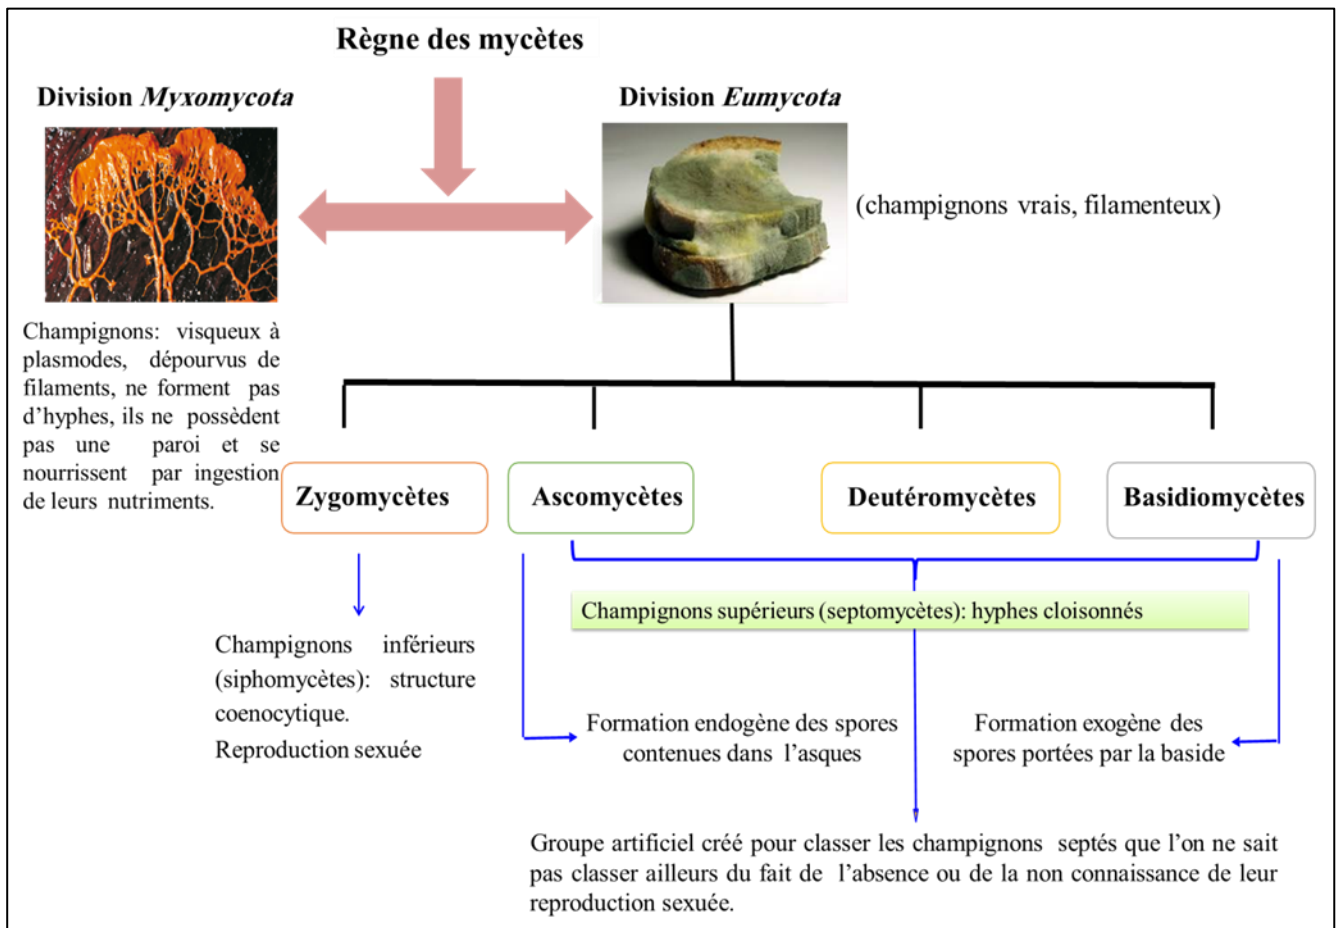 Règne des mycètes
Division Myxomycota
Division Eumycota
(champignons vrais, filamenteux)
Champignons: visqueux à
plasmodes, dépourvus de
filaments, ne forment pas
d’hyphes, ils ne possèdent
pas une paroi et se
nourrissent par ingestion
de leurs nutriments.
Zygomycètes
Ascomycètes
Deutéromycètes
Basidiomycètes
Champignons supérieurs (septomycètes): hyphes cloisonnés
Champignons inférieurs
(siphomycètes): structure
coenocytique.
Reproduction sexuée
Formation endogène des spores
contenues dans l’asques
Formation exogène des
spores portées par la baside
Groupe artificiel créé pour classer les champignons septés que l’on ne sait
pas classer ailleurs du fait de l’absence ou de la non connaissance de leur
reproduction sexuée.